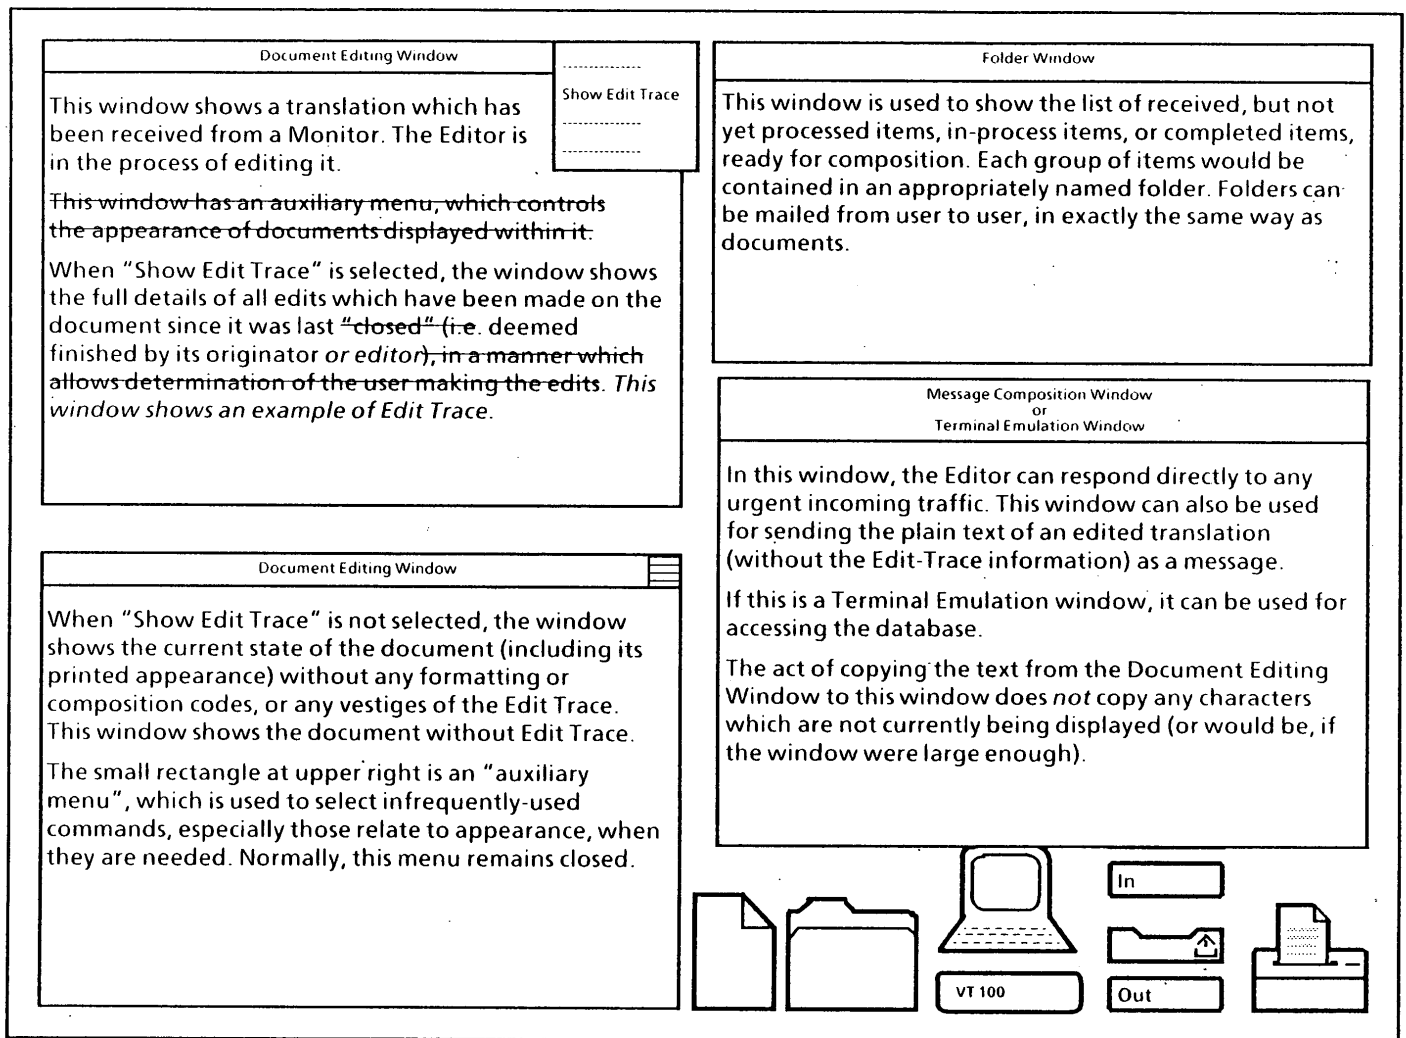 Document Editing Window
Show Edit Trace
This window shows a translation which has
been received from a Monitor. The Editor is
in the process of editing it.
This window has an auxiliary menu, which controls
the appearance of documents displayed within it.
When "Show Edit Trace" is selected, the window shows
the full details of all edits which have been made on the
document since it was last "closed" (i.e. deemed
finished by its originator or editor), in a manner which
allows determination of the user making the edits. This
window shows an example of Edit Trace.
Document Editing Window
When "Show Edit Trace" is not selected, the window
shows the current state of the document (including its
printed appearance) without any formatting or
composition codes, or any vestiges of the Edit Trace.
This window shows the document without Edit Trace.
The small rectangle at upper right is an "auxiliary
menu", which is used to select infrequently-used
commands, especially those relate to appearance, when
they are needed. Normally, this menu remains closed.
Folder Window
This window is used to show the list of received, but not
yet processed items, in-process items, or completed items,
ready for composition. Each group of items would be
contained in an appropriately named folder. Folders can
be mailed from user to user, in exactly the same way as
documents.
Message Composition Window
or
Terminal Emulation Window
In this window, the Editor can respond directly to any
urgent incoming traffic. This window can also be used
for sending the plain text of an edited translation
(without the Edit-Trace information) as a message.
If this is a Terminal Emulation window, it can be used for
accessing the database.
The act of copying the text from the Document Editing
Window to this window does not copy any characters
which are not currently being displayed (or would be, if
the window were large enough).
VT 100
In
Out